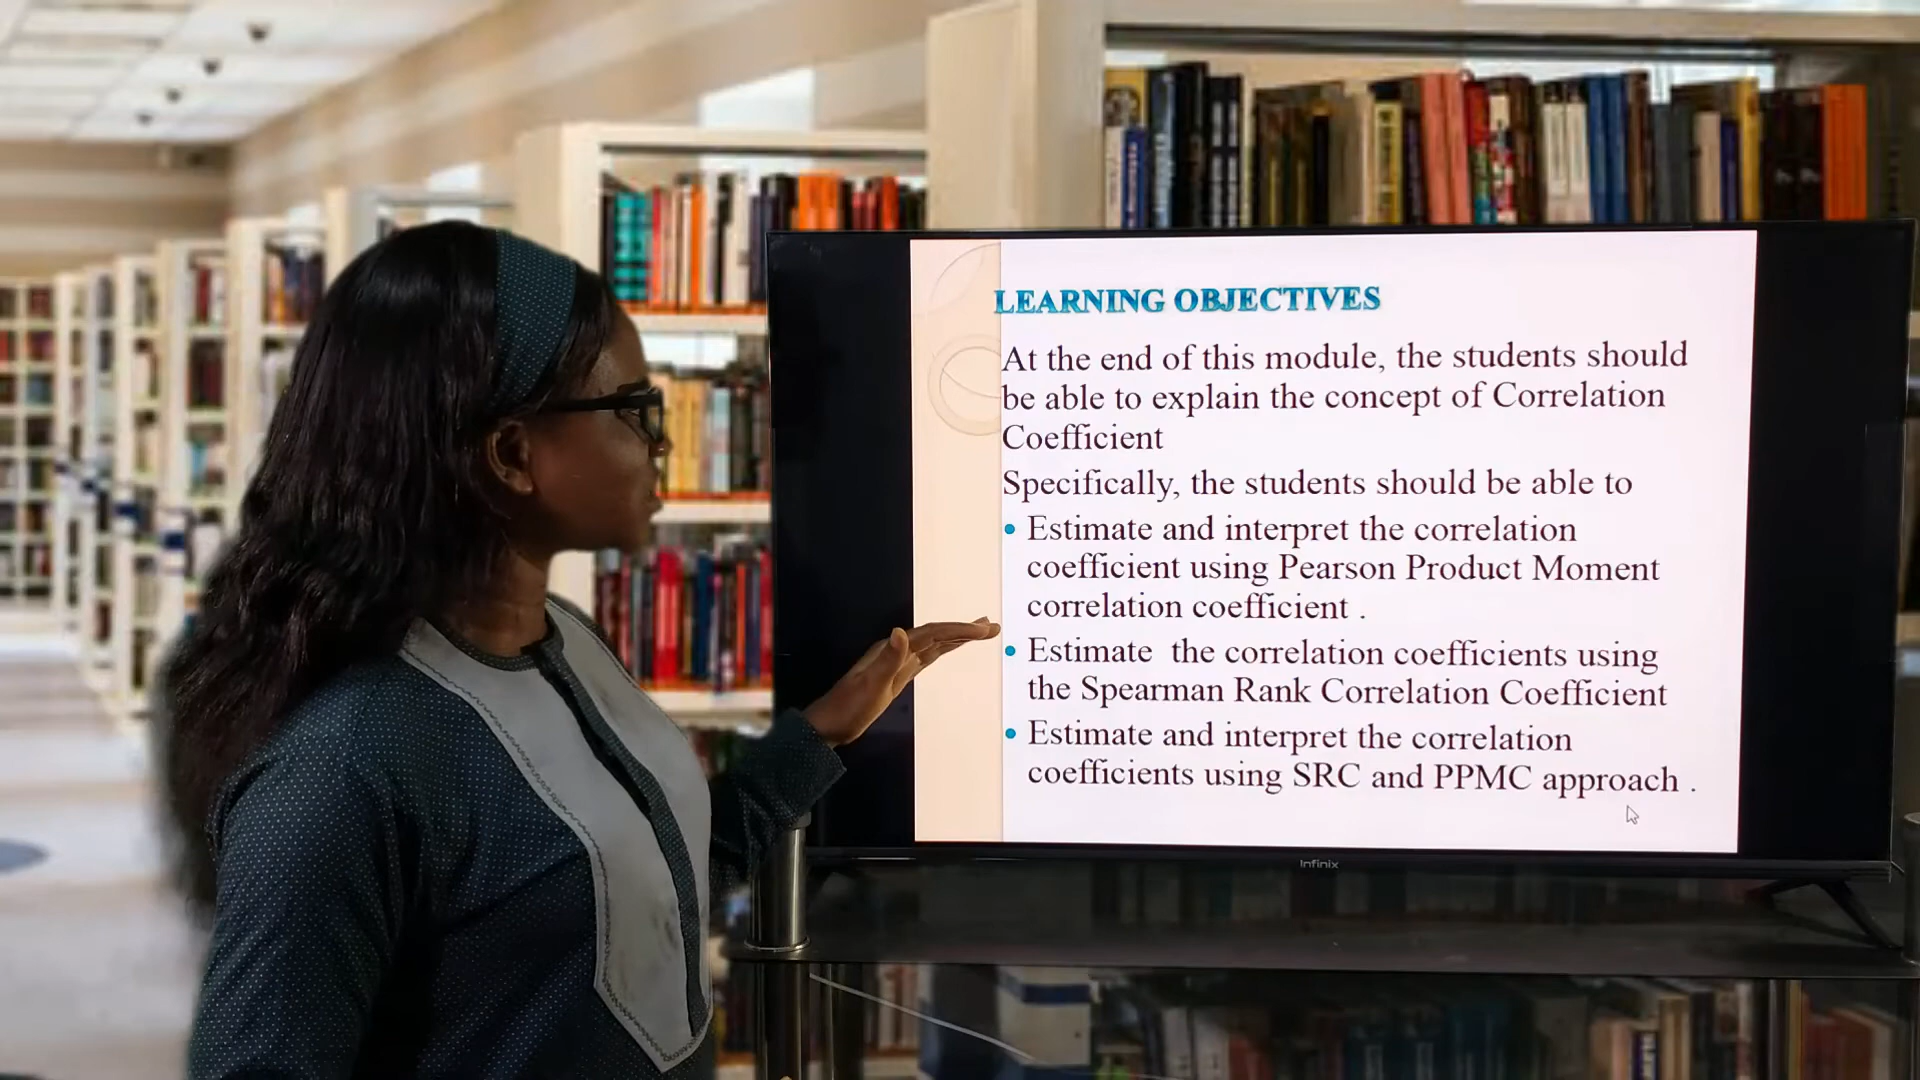 LEARNING OBJECTIVES
At the end of this module, the students should
be able to explain the concept of Correlation
Coefficient
Specifically, the students should be able to
• Estimate and interpret the correlation
coefficient using Pearson Product Moment
correlation coefficient .
• Estimate  the correlation coefficients using
the Spearman Rank Correlation Coefficient
• Estimate and interpret the correlation
coefficients using SRC and PPMC approach .
Infinix